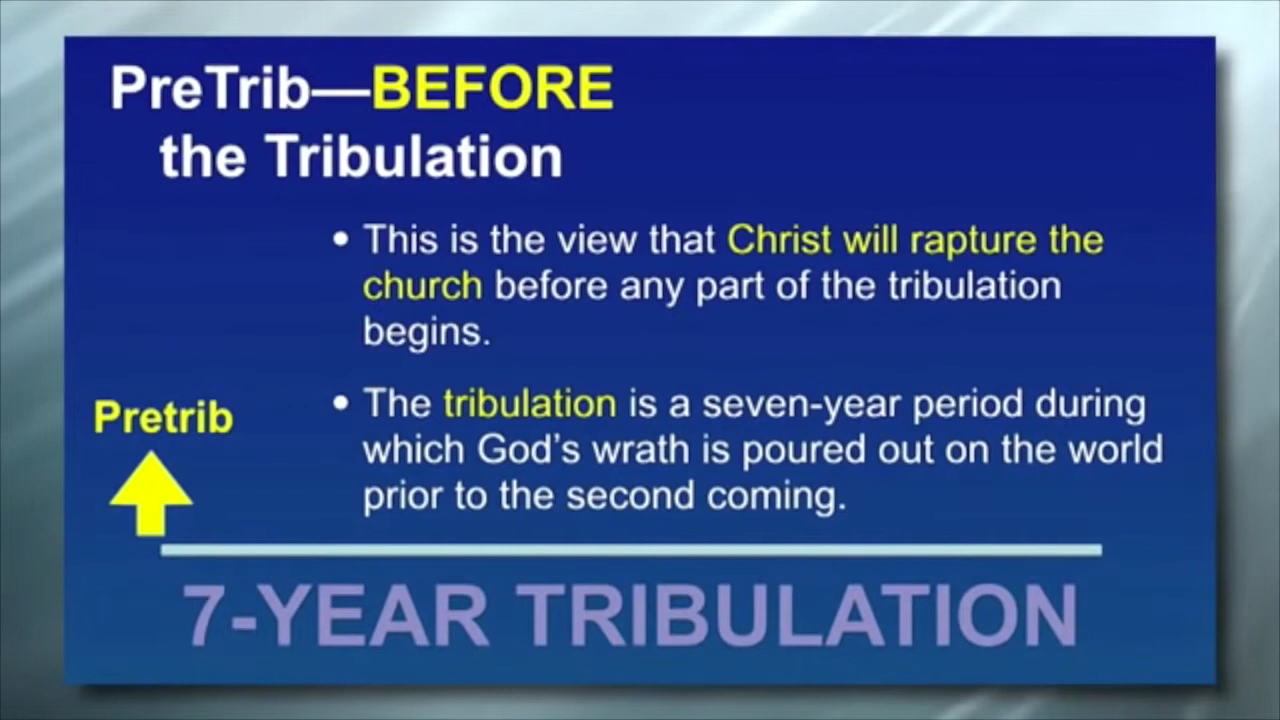 PreTrib—BEFORE
the Tribulation
• This is the view that Christ will rapture the
church before any part of the tribulation
begins.
• The tribulation is a seven-year period during
which God's wrath is poured out on the world
prior to the second coming.
Pretrib
7-YEAR TRIBULATION